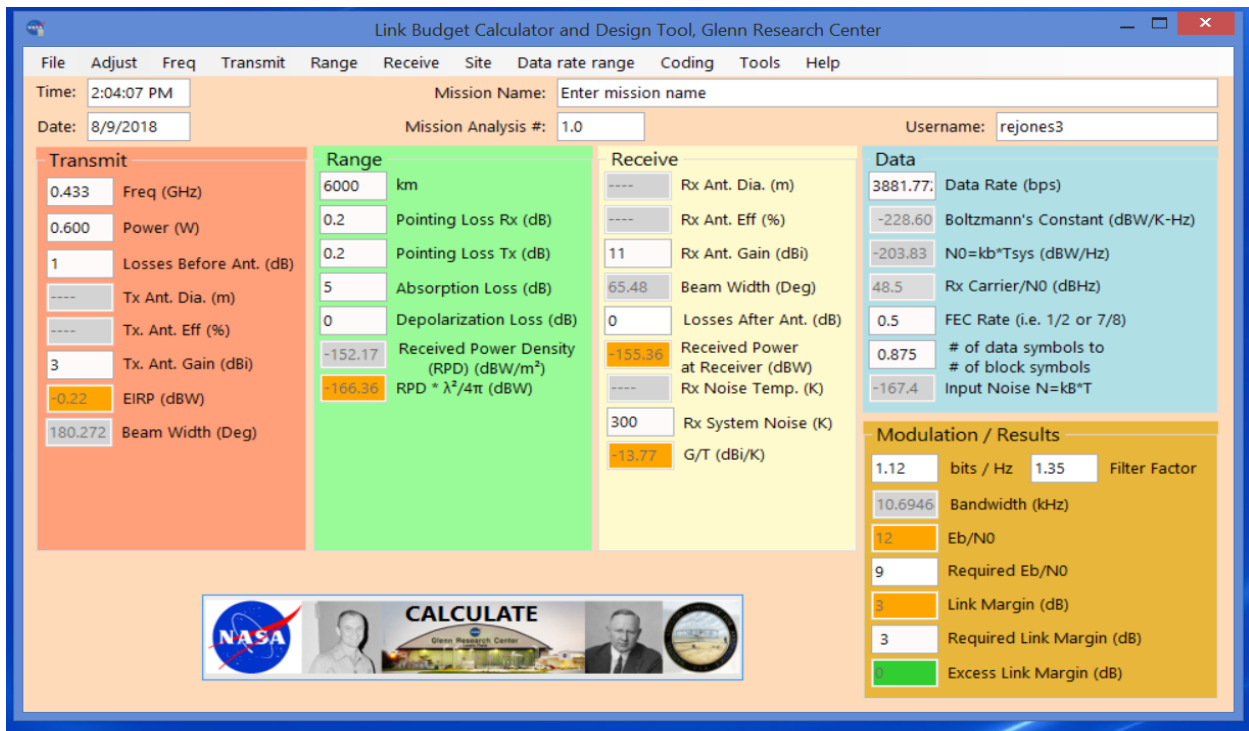 Link Budget Calculator and Design Tool, Glenn Research Center
File Adjust Freq Transmit Range Receive Site Data rate range Coding Tools Help
Time: 2:04:07 PM Mission Name: Enter mission name
Date: 8/9/2018 Mission Analysis #: 1.0 Username: rejones3
Transmit
0.433 Freq (GHz)
0.600 Power (W)
1 Losses Before Ant. (dB)
---- Tx Ant. Dia. (m)
---- Tx. Ant. Eff (%)
3 Tx. Ant. Gain (dBi)
-0.22 EIRP (dBW)
180.272 Beam Width (Deg)
Range
6000 km
0.2 Pointing Loss Rx (dB)
0.2 Pointing Loss Tx (dB)
5 Absorption Loss (dB)
0 Depolarization Loss (dB)
-152.17 Received Power Density
(RPD) (dBW/m²)
-166.36 RPD * λ²/4π (dBW)
Receive
---- Rx Ant. Dia. (m)
---- Rx Ant. Eff (%)
11 Rx Ant. Gain (dBi)
65.48 Beam Width (Deg)
0 Losses After Ant. (dB)
-155.36 Received Power
at Receiver (dBW)
---- Rx Noise Temp. (K)
300 Rx System Noise (K)
-13.77 G/T (dBi/K)
Data
3881.77 Data Rate (bps)
-228.60 Boltzmann's Constant (dBW/K-Hz)
-203.83 N0=kb*Tsys (dBW/Hz)
48.5 Rx Carrier/N0 (dBHz)
0.5 FEC Rate (i.e. 1/2 or 7/8)
0.875 # of data symbols to
# of block symbols
-167.4 Input Noise N=kB*T
Modulation / Results
1.12 bits / Hz 1.35 Filter Factor
10.6946 Bandwidth (kHz)
12 Eb/N0
9 Required Eb/N0
3 Link Margin (dB)
3 Required Link Margin (dB)
0 Excess Link Margin (dB)
NASA
CALCULATE
Glenn Research Center